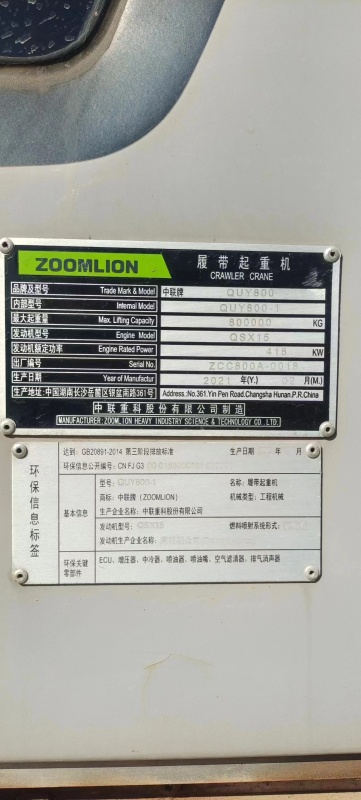 ZOOMLION 履带起重机
CRAWLER CRANE
品牌及型号 Trade Mark & Model 中联牌 QUY800
内部型号 Internal Model QUY800-1
最大起重量 Max. Lifting Capacity 800000 KG
发动机型号 Engine Model QSX15
发动机额定功率 Engine Rated Power 418 KW
出厂编号 Serial No. ZCC800A-0018
生产日期 Year of Manufactur 2021 年(Y.) 02 月(M.)
生产地址:中国湖南长沙岳麓区银盆南路361号 Address.:No.361.Yin Pen Road.Changsha Hunan.P.R.China
中联重科股份有限公司制造
MANUFACTURER.ZOOMLION HEAVY INDUSTRY SCIENCE & TECHNOLOGY CO.,LTD.
环保信息标签
达到: GB20891-2014 第三阶段排放标准 生产日期 年 月
环保信息公开编号: CN FJ G3
基本信息
型号: QUY800-1 名称: 履带起重机
商标: 中联牌 (ZOOMLION) 机械类型: 工程机械
生产企业名称: 中联重科股份有限公司
发动机型号: QSX15 燃料喷射系统形式:
发动机生产企业名称:
环保关键零部件 ECU、增压器、中冷器、喷油器、喷油嘴、空气滤清器、排气消声器